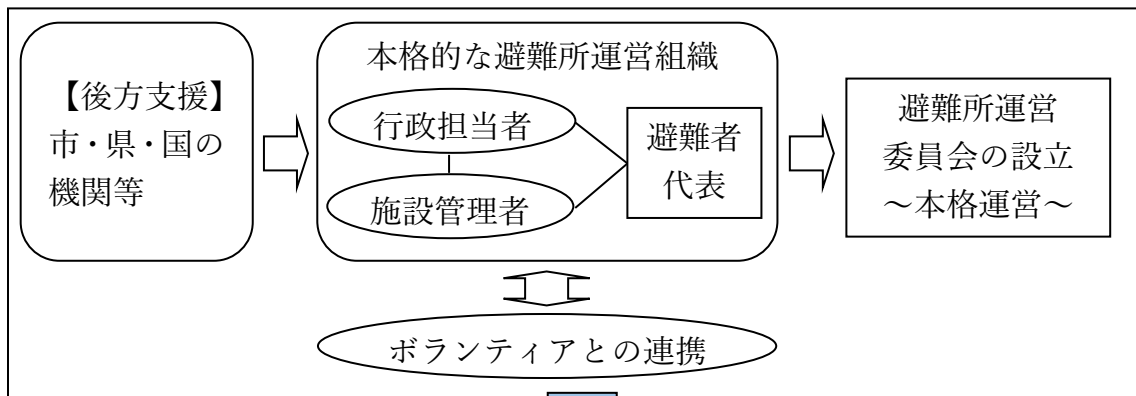 【後方支援】
市・県・国の
機関等
本格的な避難所運営組織
行政担当者
施設管理者
避難者
代表
避難所運営
委員会の設立
～本格運営～
ボランティアとの連携